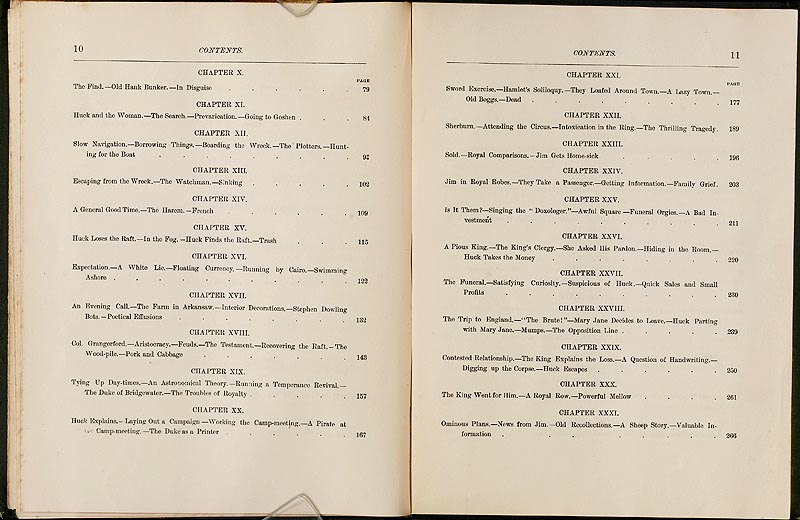 10 CONTENTS.
CHAPTER X.
PAGE
The Find.—Old Hank Bunker.—In Disguise . . . . . . 79
CHAPTER XI.
Huck and the Woman.—The Search.—Prevarication.—Going to Goshen . . . 84
CHAPTER XII.
Slow Navigation.—Borrowing Things.—Boarding the Wreck.—The Plotters.—Hunt-
ing for the Boat . . . . . . . 92
CHAPTER XIII.
Escaping from the Wreck.—The Watchman.—Sinking . . . . . 102
CHAPTER XIV.
A General Good Time.—The Harem.—French . . . . . 109
CHAPTER XV.
Huck Loses the Raft.—In the Fog.—Huck Finds the Raft.—Trash . . . 115
CHAPTER XVI.
Expectation.—A White Lie.—Floating Currency.—Running by Cairo.—Swimming
Ashore . . . . . . . . . 122
CHAPTER XVII.
An Evening Call.—The Farm in Arkansaw.—Interior Decorations.—Stephen Dowling
Bots.—Poetical Effusions . . . . . . 132
CHAPTER XVIII.
Col. Grangerford.—Aristocracy.—Feuds.—The Testament.—Recovering the Raft.—The
Wood-pile.—Pork and Cabbage . . . . . 143
CHAPTER XIX.
Tying Up Day-times.—An Astronomical Theory.—Running a Temperance Revival.—
The Duke of Bridgewater.—The Troubles of Royalty . . . . 157
CHAPTER XX.
Huck Explains.—Laying Out a Campaign—Working the Camp-meeting.—A Pirate at
Camp-meeting.—The Duke as a Printer . . . . . 167
CONTENTS. 11
CHAPTER XXI.
PAGE
Sword Exercise.—Hamlet's Soliloquy.—They Loafed Around Town.—A Lazy Town.—
Old Boggs.—Dead . . . . . . . 177
CHAPTER XXII.
Sherburn.—Attending the Circus.—Intoxication in the Ring.—The Thrilling Tragedy. 189
CHAPTER XXIII.
Sold.—Royal Comparisons.—Jim Gets Home-sick . . . . . 196
CHAPTER XXIV.
Jim in Royal Robes.—They Take a Passenger.—Getting Information.—Family Grief. 203
CHAPTER XXV.
Is It Them?—Singing the "Doxologer."—Awful Square—Funeral Orgies.—A Bad In-
vestment . . . . . . . . 211
CHAPTER XXVI.
A Pious King.—The King's Clergy.—She Asked His Pardon.—Hiding in the Room.—
Huck Takes the Money . . . . . . . 220
CHAPTER XXVII.
The Funeral.—Satisfying Curiosity.—Suspicious of Huck.—Quick Sales and Small
Profits . . . . . . . . 230
CHAPTER XXVIII.
The Trip to England.—"The Brute!"—Mary Jane Decides to Leave.—Huck Parting
with Mary Jane.—Mumps.—The Opposition Line . . . . 239
CHAPTER XXIX.
Contested Relationship.—The King Explains the Loss.—A Question of Handwriting.—
Digging up the Corpse.—Huck Escapes . . . . . 250
CHAPTER XXX.
The King Went for Him.—A Royal Row.—Powerful Mellow . . . . 261
CHAPTER XXXI.
Ominous Plans.—News from Jim.—Old Recollections.—A Sheep Story.—Valuable In-
formation . . . . . . . . 266